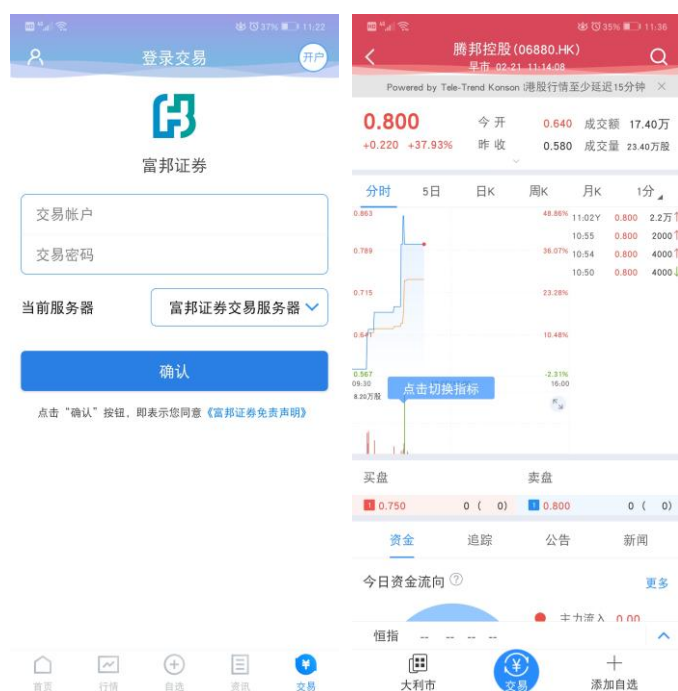 37% 11:22
登录交易
开户
富邦证券
交易帐户
交易密码
当前服务器
富邦证券交易服务器
确认
点击“确认”按钮，即表示您同意《富邦证券免责声明》
首页 行情 自选 资讯 交易
35% 11:36
腾邦控股(06880.HK)
早市 02-21 11:14:08
Powered by Tele-Trend Konson 港股行情至少延迟15分钟 ×
0.800 今开 0.640 成交额 17.40万
+0.220 +37.93% 昨收 0.580 成交量 23.40万股
分时 5日 日K 周K 月K 1分
0.863 48.86% 11:02Y 0.800 2.2万↑
10:55 0.800 2000↑
0.789 36.07% 10:54 0.800 4000↑
10:50 0.800 4000↓
0.715 23.28%
0.641 10.48%
0.567 -2.31%
09:30 16:00
8.20万股 点击切换指标
买盘 卖盘
1 0.750 0 ( 0) 1 0.800 0 ( 0)
资金 追踪 公告 新闻
今日资金流向 ? 更多
主力流入 0.00
恒指 -- -- -- --
大利市 交易 添加自选